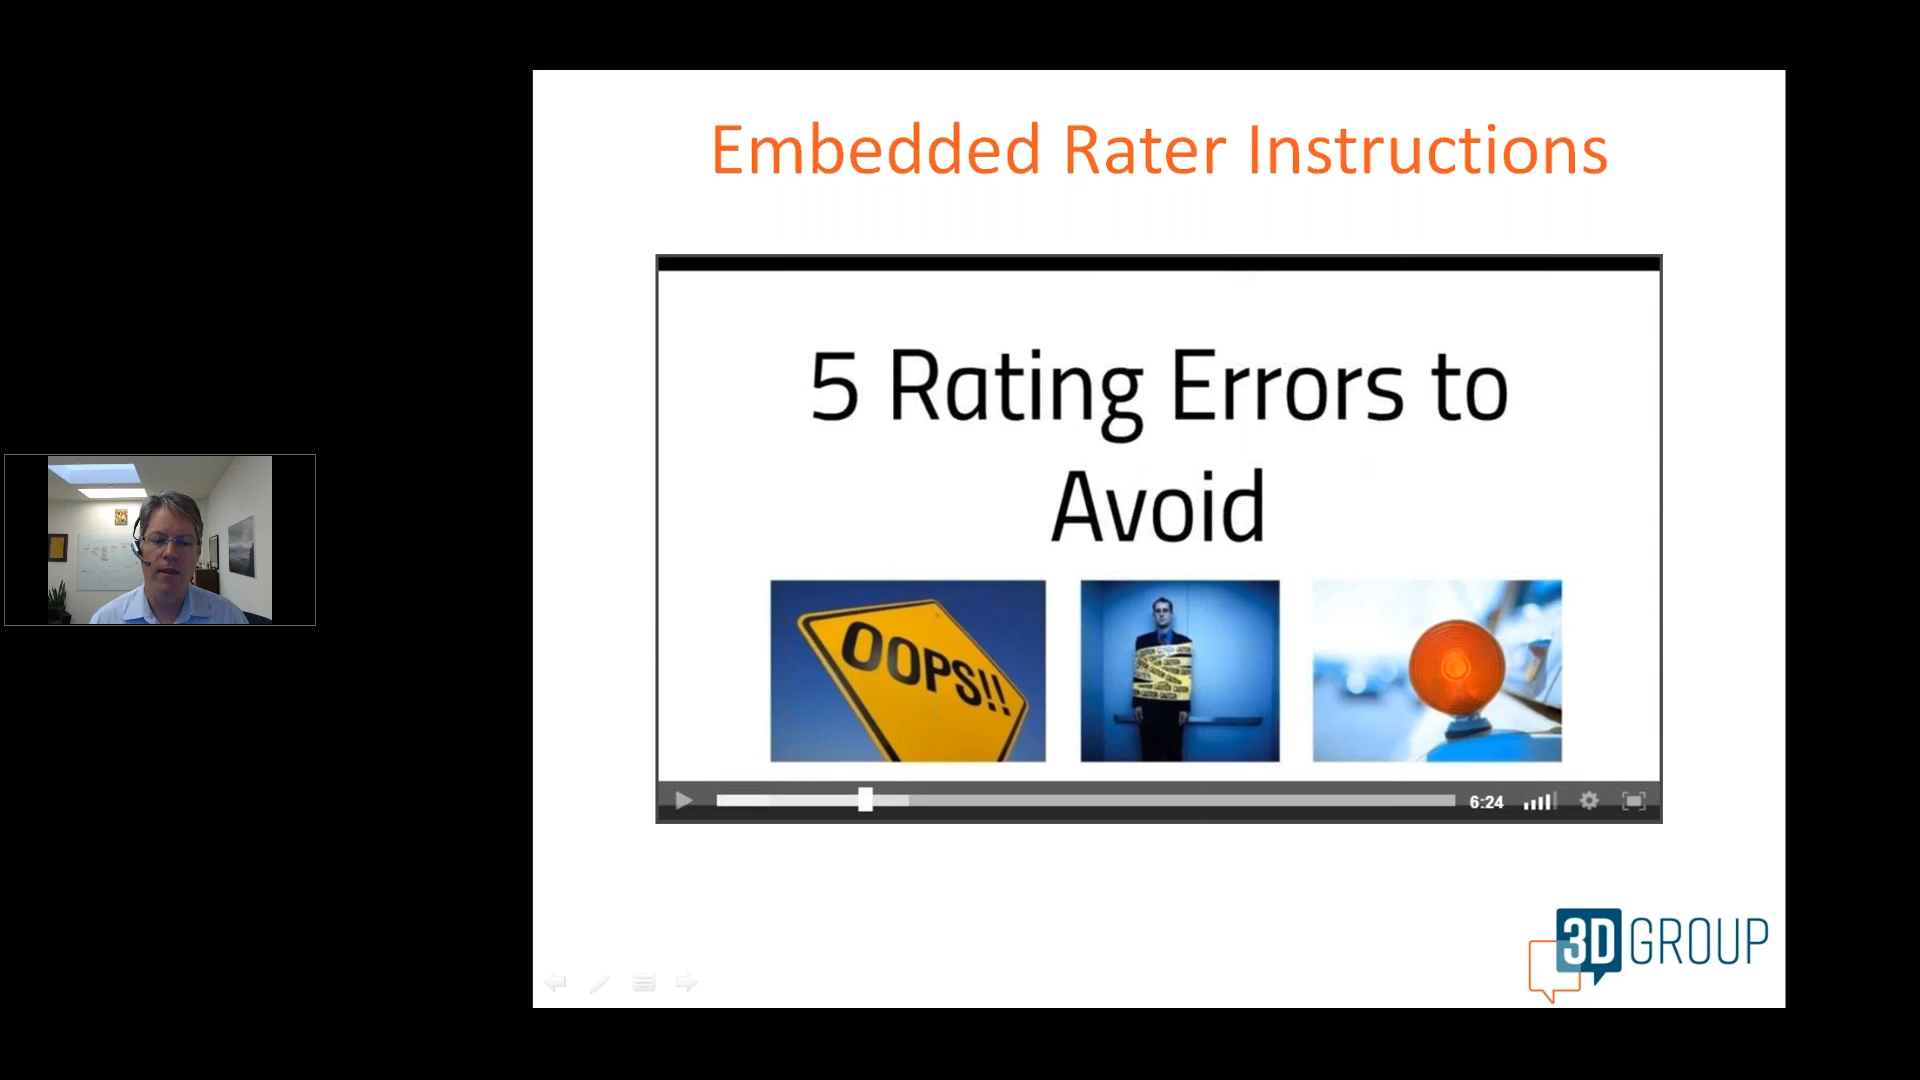 Embedded Rater Instructions
5 Rating Errors to
Avoid
OOPS!!
6:24
3D GROUP